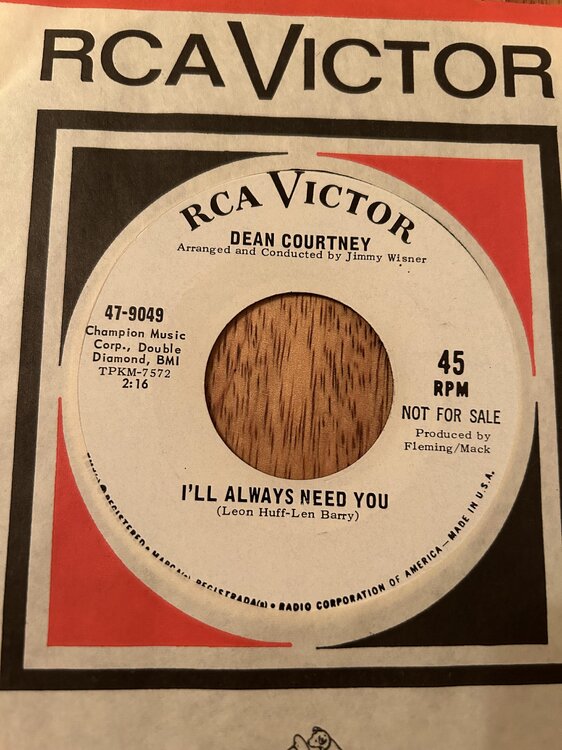 RCA VICTOR
RCA VICTOR
DEAN COURTNEY
Arranged and Conducted by Jimmy Wisner
47-9049
Champion Music
Corp., Double
Diamond, BMI
TPKM-7572
2:16
45
RPM
NOT FOR SALE
Produced by
Fleming/Mack
I'LL ALWAYS NEED YOU
(Leon Huff-Len Barry)
REGISTERED • MARCA(s) REGISTRADA(s) • RADIO CORPORATION OF AMERICA—MADE IN U.S.A.